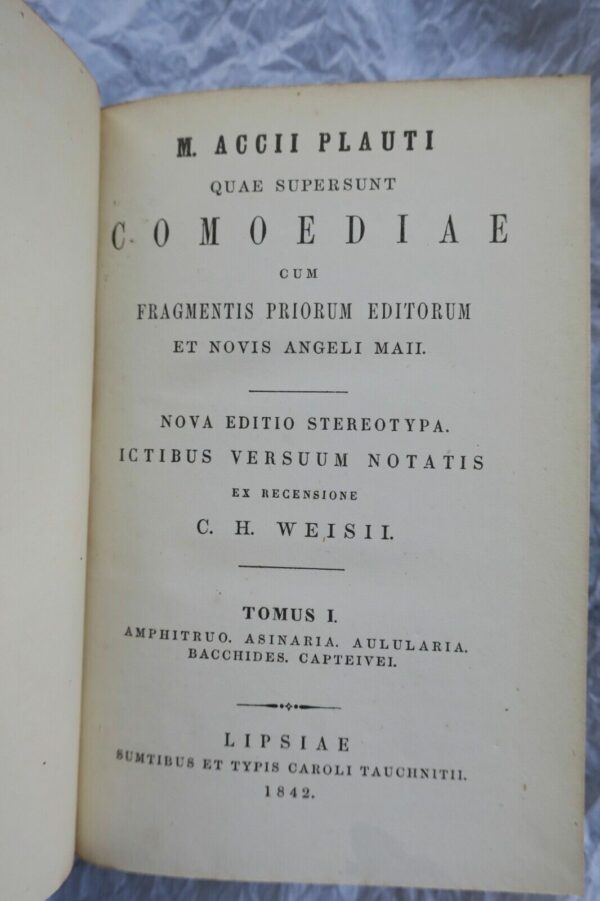 M. ACCII PLAUTI
QUAE SUPERSUNT
COMOEDIAE
CUM
FRAGMENTIS PRIORUM EDITORUM
ET NOVIS ANGELI MAII.
NOVA EDITIO STEREOTYPA.
ICTIBUS VERSUUM NOTATIS
EX RECENSIONE
C. H. WEISII.
TOMUS I.
AMPHITRUO. ASINARIA. AULULARIA.
BACCHIDES. CAPTEIVEI.
LIPSIAE
SUMTIBUS ET TYPIS CAROLI TAUCHNITII.
1842.